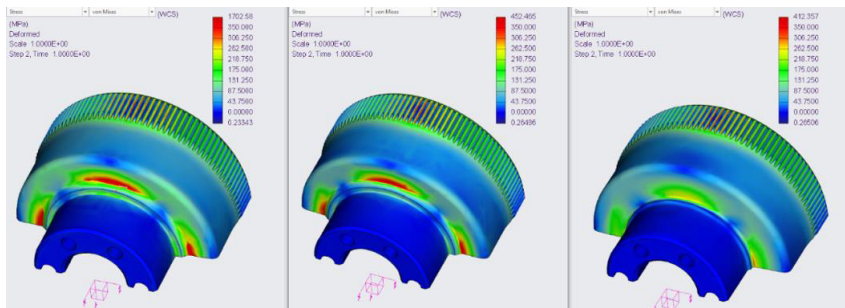 Stress von Mises (WCS)
(MPa)
Deformed
Scale 1.0000E+00
Step 2, Time 1.0000E+00
1702.58
350.000
306.250
262.500
218.750
175.000
131.250
87.5000
43.7500
0.00000
0.23343
Stress von Mises (WCS)
(MPa)
Deformed
Scale 1.0000E+00
Step 2, Time 1.0000E+00
452.465
350.000
306.250
262.500
218.750
175.000
131.250
87.5000
43.7500
0.00000
0.26486
Stress von Mises (WCS)
(MPa)
Deformed
Scale 1.0000E+00
Step 2, Time 1.0000E+00
412.357
350.000
306.250
262.500
218.750
175.000
131.250
87.5000
43.7500
0.00000
0.26506